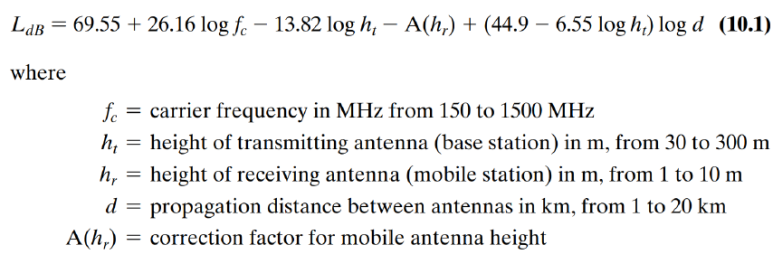 L_dB = 69.55 + 26.16 log f_c − 13.82 log h_t − A(h_r) + (44.9 − 6.55 log h_t) log d (10.1)
where
f_c = carrier frequency in MHz from 150 to 1500 MHz
h_t = height of transmitting antenna (base station) in m, from 30 to 300 m
h_r = height of receiving antenna (mobile station) in m, from 1 to 10 m
d = propagation distance between antennas in km, from 1 to 20 km
A(h_r) = correction factor for mobile antenna height